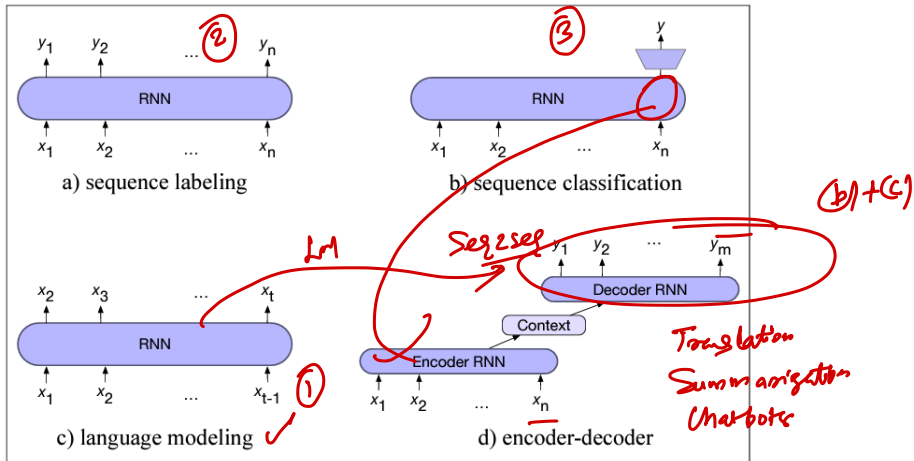 ②
③
y₁ y₂ ... yₙ
y
RNN
RNN
x₁ x₂ ... xₙ
x₁ x₂ ... xₙ
a) sequence labeling
b) sequence classification
(b)+(c)
LM
Seq2seq
y₁ y₂ ... yₘ
Decoder RNN
x₂ x₃ ... xₜ
RNN
Context
Encoder RNN
x₁ x₂ ... xₜ₋₁
①
x₁ x₂ ... xₙ
c) language modeling
d) encoder-decoder
Translation
Summarization
Chatbots